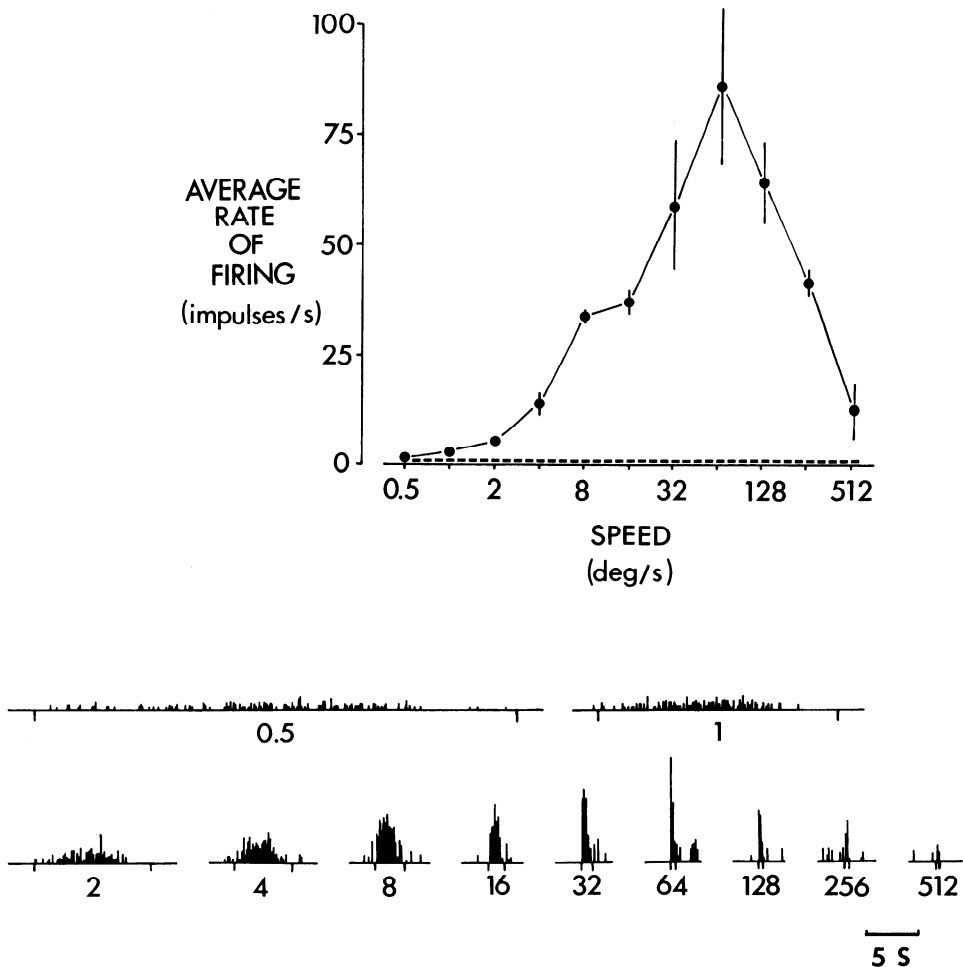 100
75
50
25
0
AVERAGE
RATE
OF
FIRING
(impulses/s)
0.5 2 8 32 128 512
SPEED
(deg/s)
0.5 1
2 4 8 16 32 64 128 256 512
5 S